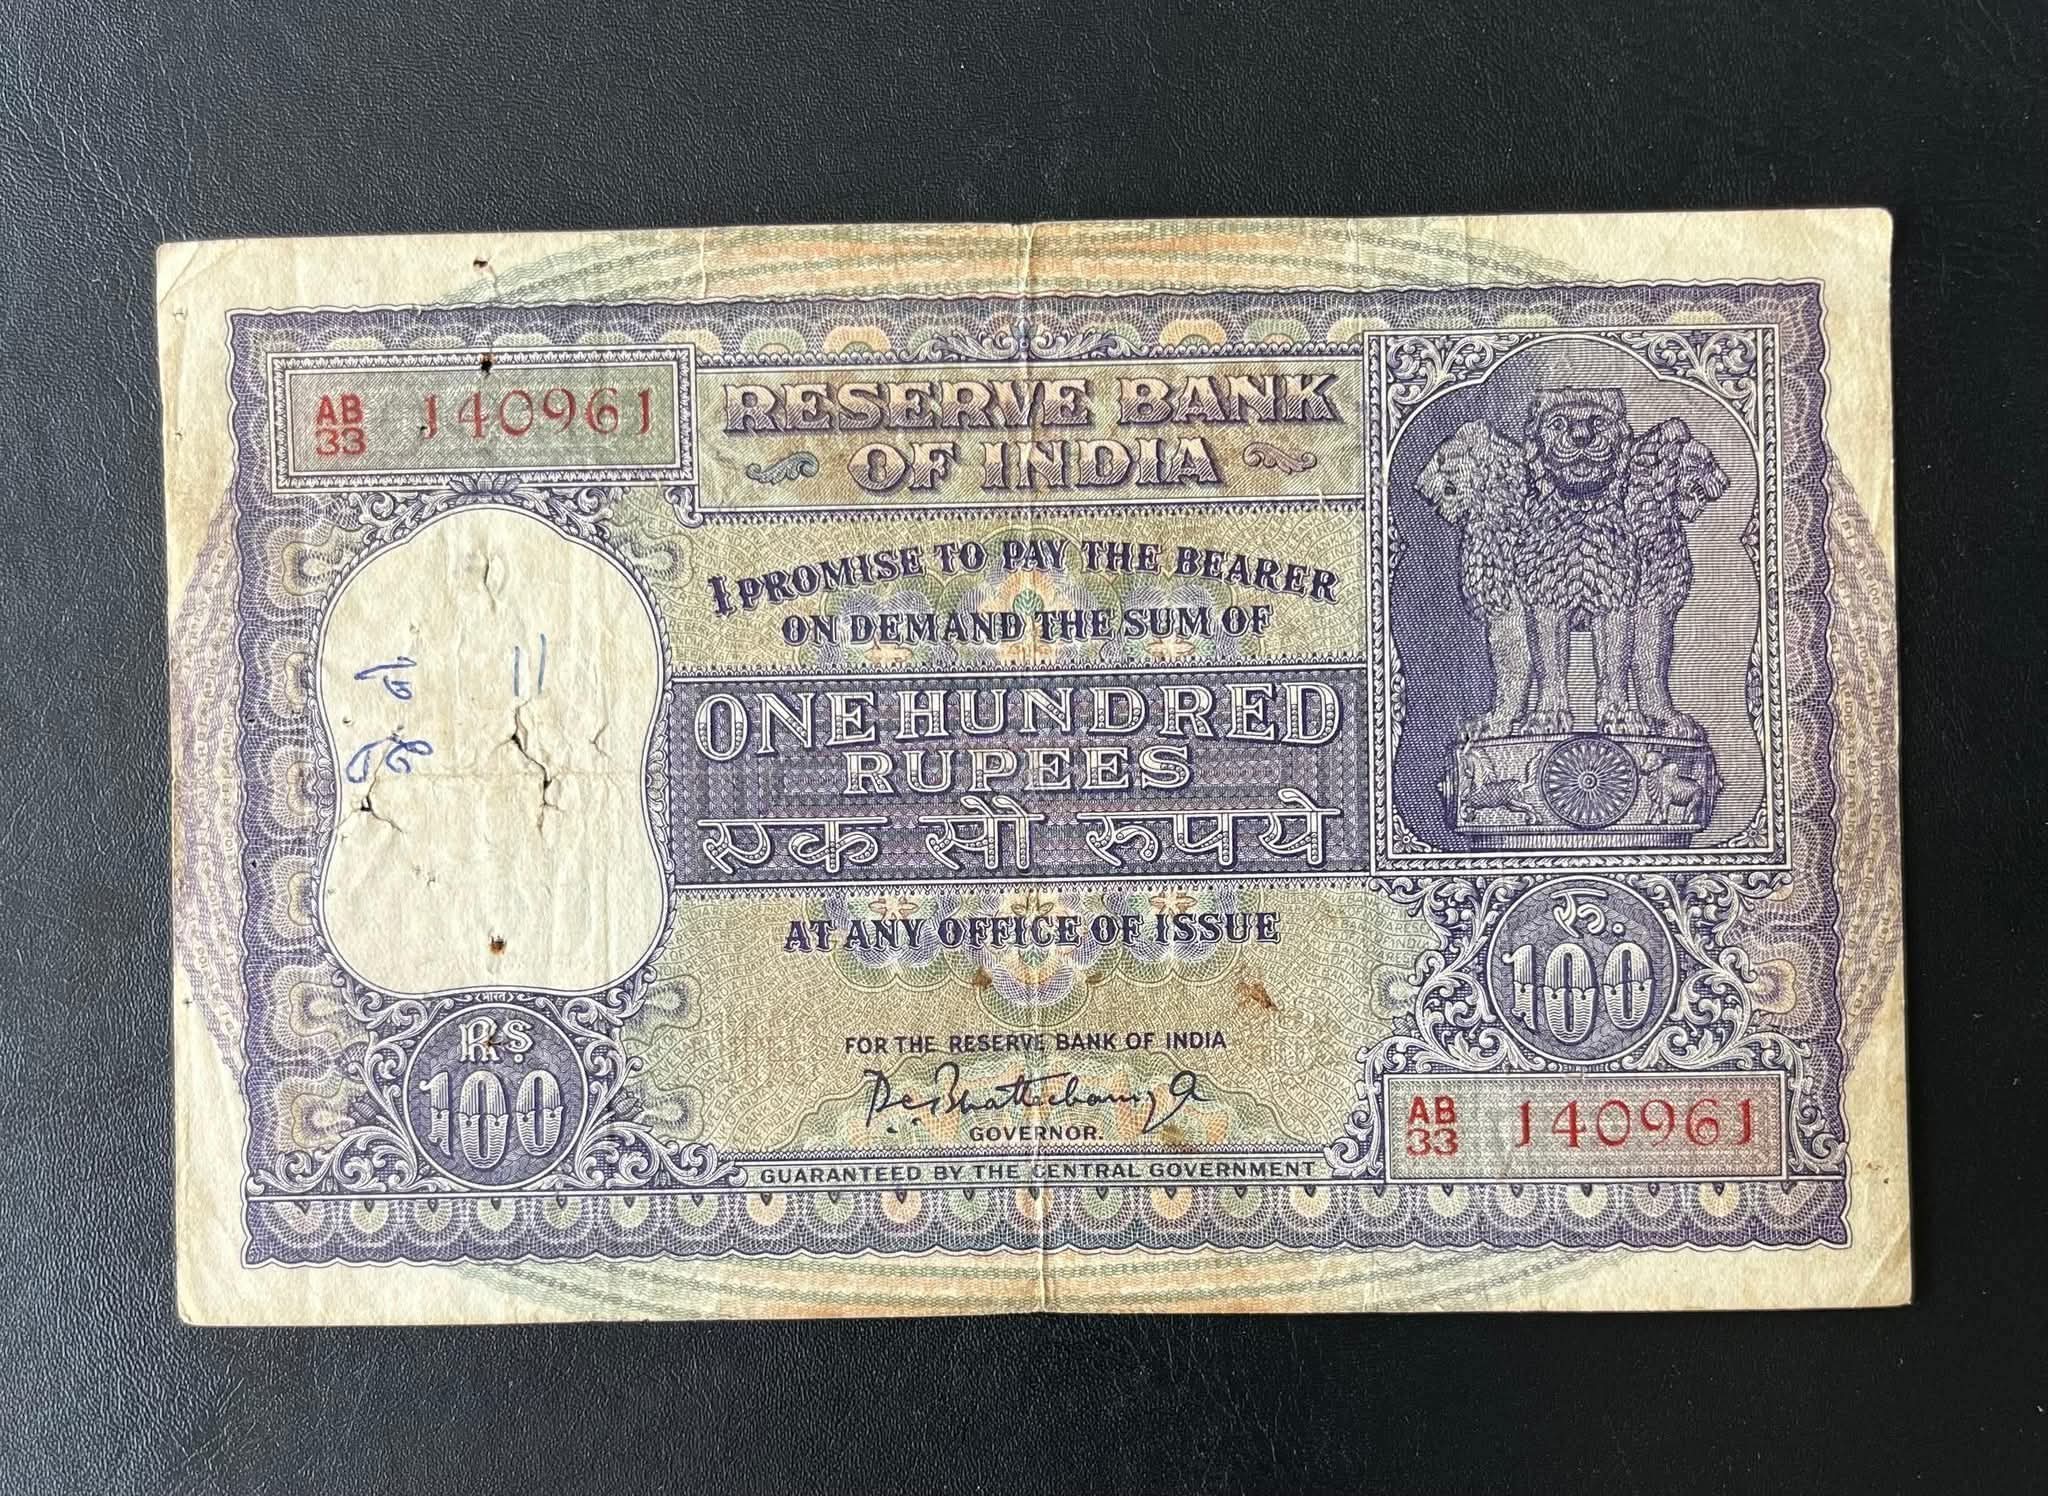 AB
33 140961
RESERVE BANK
OF INDIA
I PROMISE TO PAY THE BEARER
ON DEMAND THE SUM OF
ONE HUNDRED
RUPEES
एक सौ रुपये
AT ANY OFFICE OF ISSUE
FOR THE RESERVE BANK OF INDIA
P.C. Bhattacharyya
GOVERNOR.
GUARANTEED BY THE CENTRAL GOVERNMENT
भारत
Rs
100
रु.
100
AB
33 140961